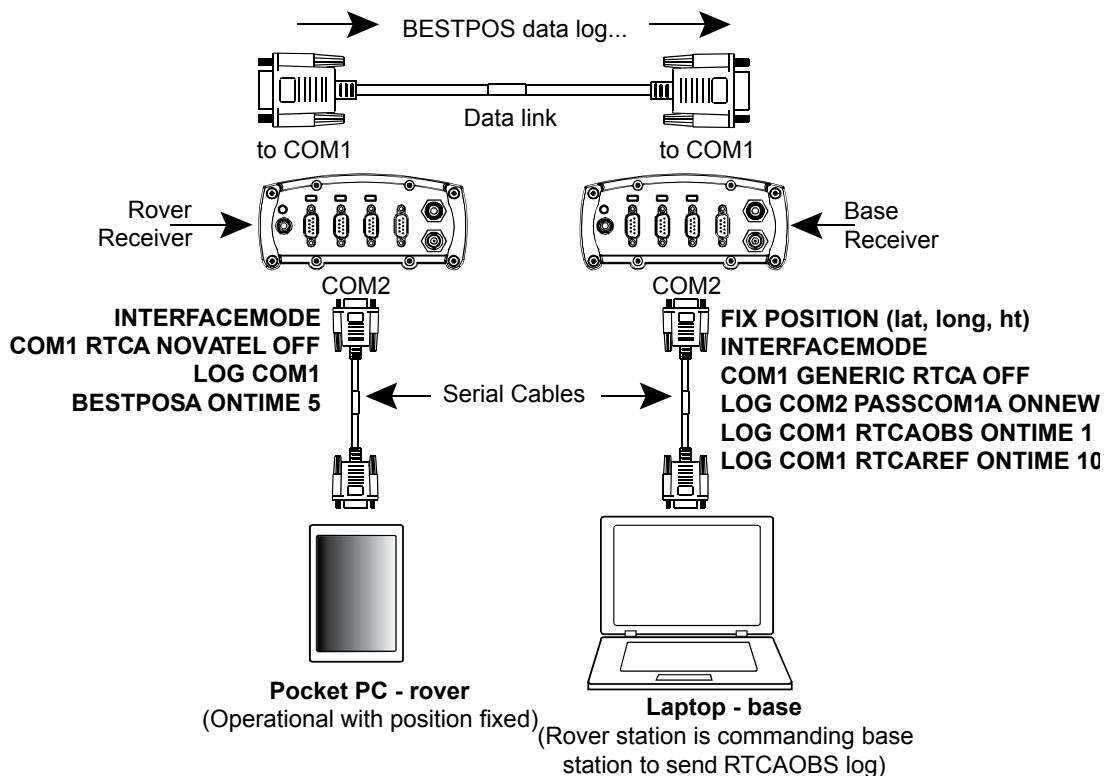 BESTPOS data log...
Data link
to COM1
to COM1
Rover
Receiver
Base
Receiver
COM2
COM2
INTERFACEMODE
COM1 RTCA NOVATEL OFF
LOG COM1
BESTPOSA ONTIME 5
Serial Cables
FIX POSITION (lat, long, ht)
INTERFACEMODE
COM1 GENERIC RTCA OFF
LOG COM2 PASSCOM1A ONNEW
LOG COM1 RTCAOBS ONTIME 1
LOG COM1 RTCAREF ONTIME 10
Pocket PC - rover
(Operational with position fixed)
Laptop - base
(Rover station is commanding base
station to send RTCAOBS log)